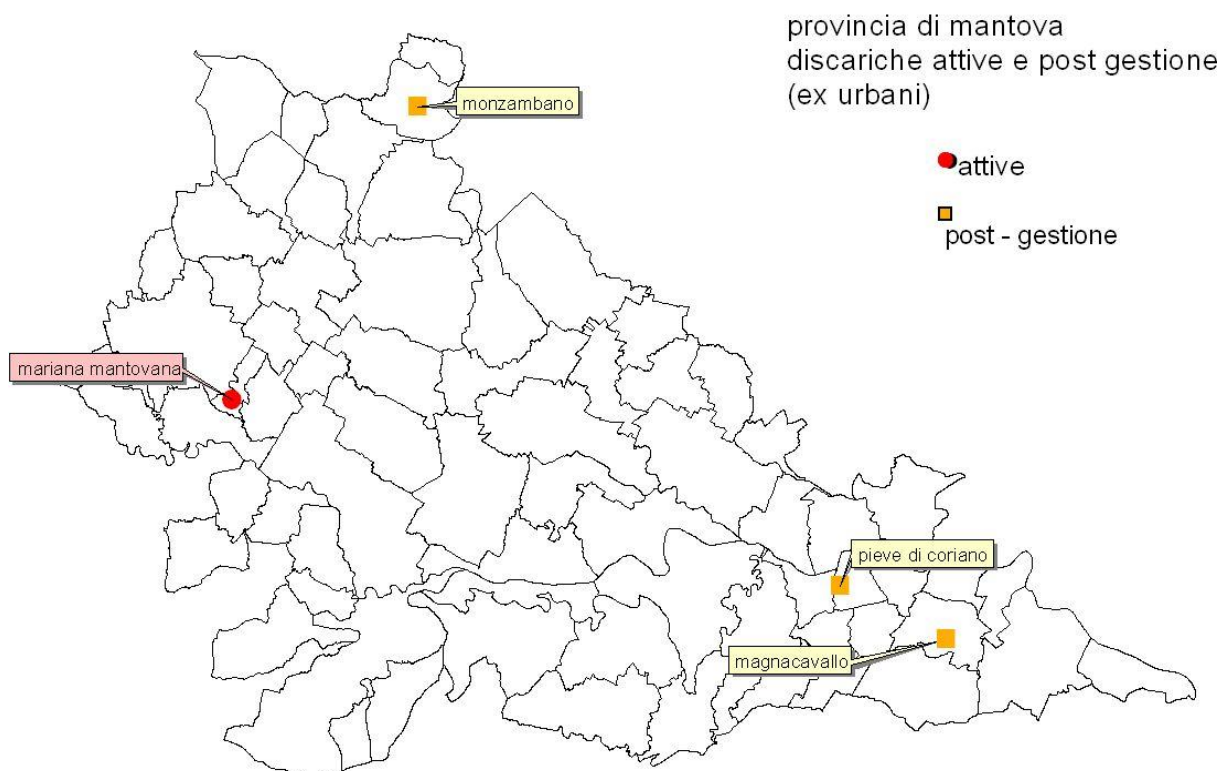 provincia di mantova
discariche attive e post gestione
(ex urbani)
monzambano
attive
post - gestione
mariana mantovana
pieve di coriano
magnacavallo